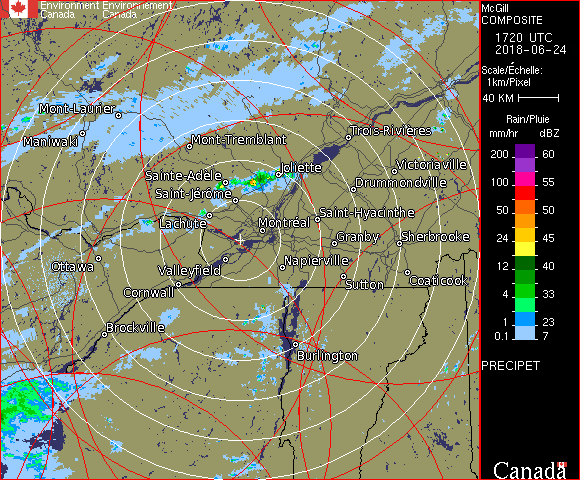 Environment Environnement
Canada Canada
McGill
COMPOSITE
1720 UTC
2018-06-24
Scale/Échelle:
1km/Pixel
40 KM
Rain/Pluie
mm/hr dBZ
200 60
100 55
50 50
24 45
12 40
4 33
1 23
0.1 7
PRECIPET
Canada
Mont-Laurier
Maniwaki
Mont-Tremblant
Trois-Rivières
Sainte-Adèle
Joliette
Victoriaville
Saint-Jérôme
Drummondville
Lachute
Montréal
Saint-Hyacinthe
Granby
Sherbrooke
Ottawa
Valleyfield
Napierville
Cornwall
Sutton
Coaticook
Brockville
Burlington